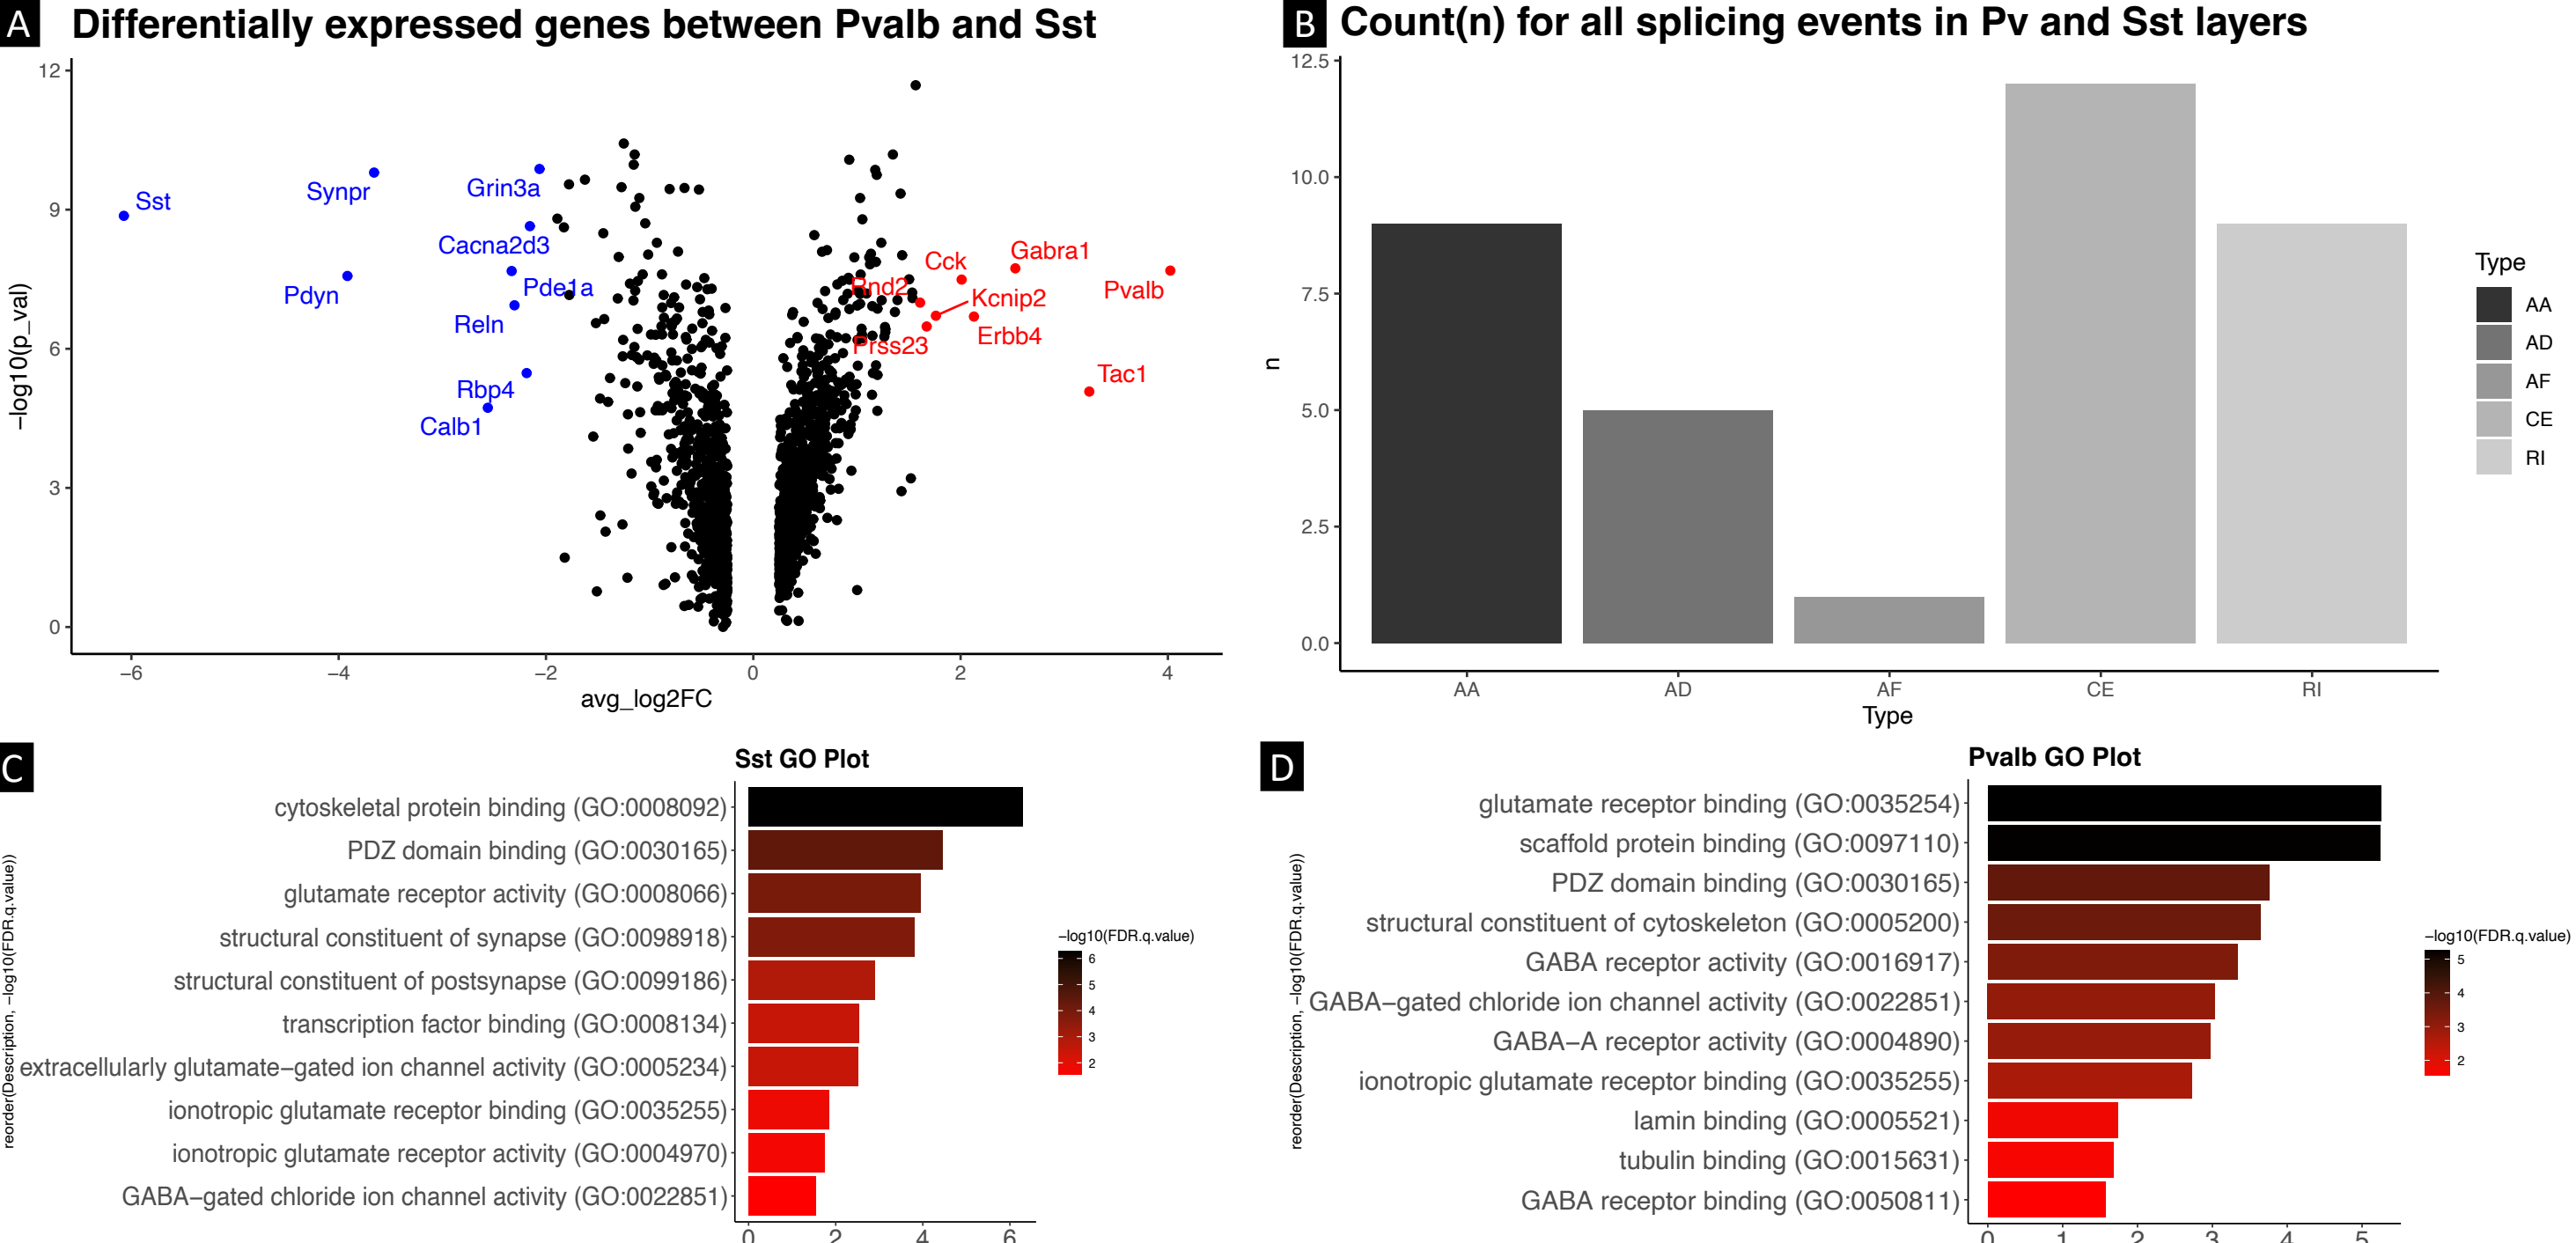 A Differentially expressed genes between Pvalb and Sst
12
9
6
3
0
−log10(p_val)
Sst
Synpr
Grin3a
Cacna2d3
Pdyn
Pde1a
Reln
Rbp4
Calb1
Cck
Gabra1
Rnd2
Kcnip2
Pvalb
Prss23
Erbb4
Tac1
−6 −4 −2 0 2 4
avg_log2FC
B Count(n) for all splicing events in Pv and Sst layers
12.5
10.0
7.5
5.0
2.5
0.0
n
AA AD AF CE RI
Type
Type
AA
AD
AF
CE
RI
C Sst GO Plot
reorder(Description, −log10(FDR.q.value))
cytoskeletal protein binding (GO:0008092)
PDZ domain binding (GO:0030165)
glutamate receptor activity (GO:0008066)
structural constituent of synapse (GO:0098918)
structural constituent of postsynapse (GO:0099186)
transcription factor binding (GO:0008134)
extracellularly glutamate−gated ion channel activity (GO:0005234)
ionotropic glutamate receptor binding (GO:0035255)
ionotropic glutamate receptor activity (GO:0004970)
GABA−gated chloride ion channel activity (GO:0022851)
0 2 4 6
−log10(FDR.q.value)
6
5
4
3
2
D Pvalb GO Plot
reorder(Description, −log10(FDR.q.value))
glutamate receptor binding (GO:0035254)
scaffold protein binding (GO:0097110)
PDZ domain binding (GO:0030165)
structural constituent of cytoskeleton (GO:0005200)
GABA receptor activity (GO:0016917)
GABA−gated chloride ion channel activity (GO:0022851)
GABA−A receptor activity (GO:0004890)
ionotropic glutamate receptor binding (GO:0035255)
lamin binding (GO:0005521)
tubulin binding (GO:0015631)
GABA receptor binding (GO:0050811)
0 1 2 3 4 5
−log10(FDR.q.value)
5
4
3
2